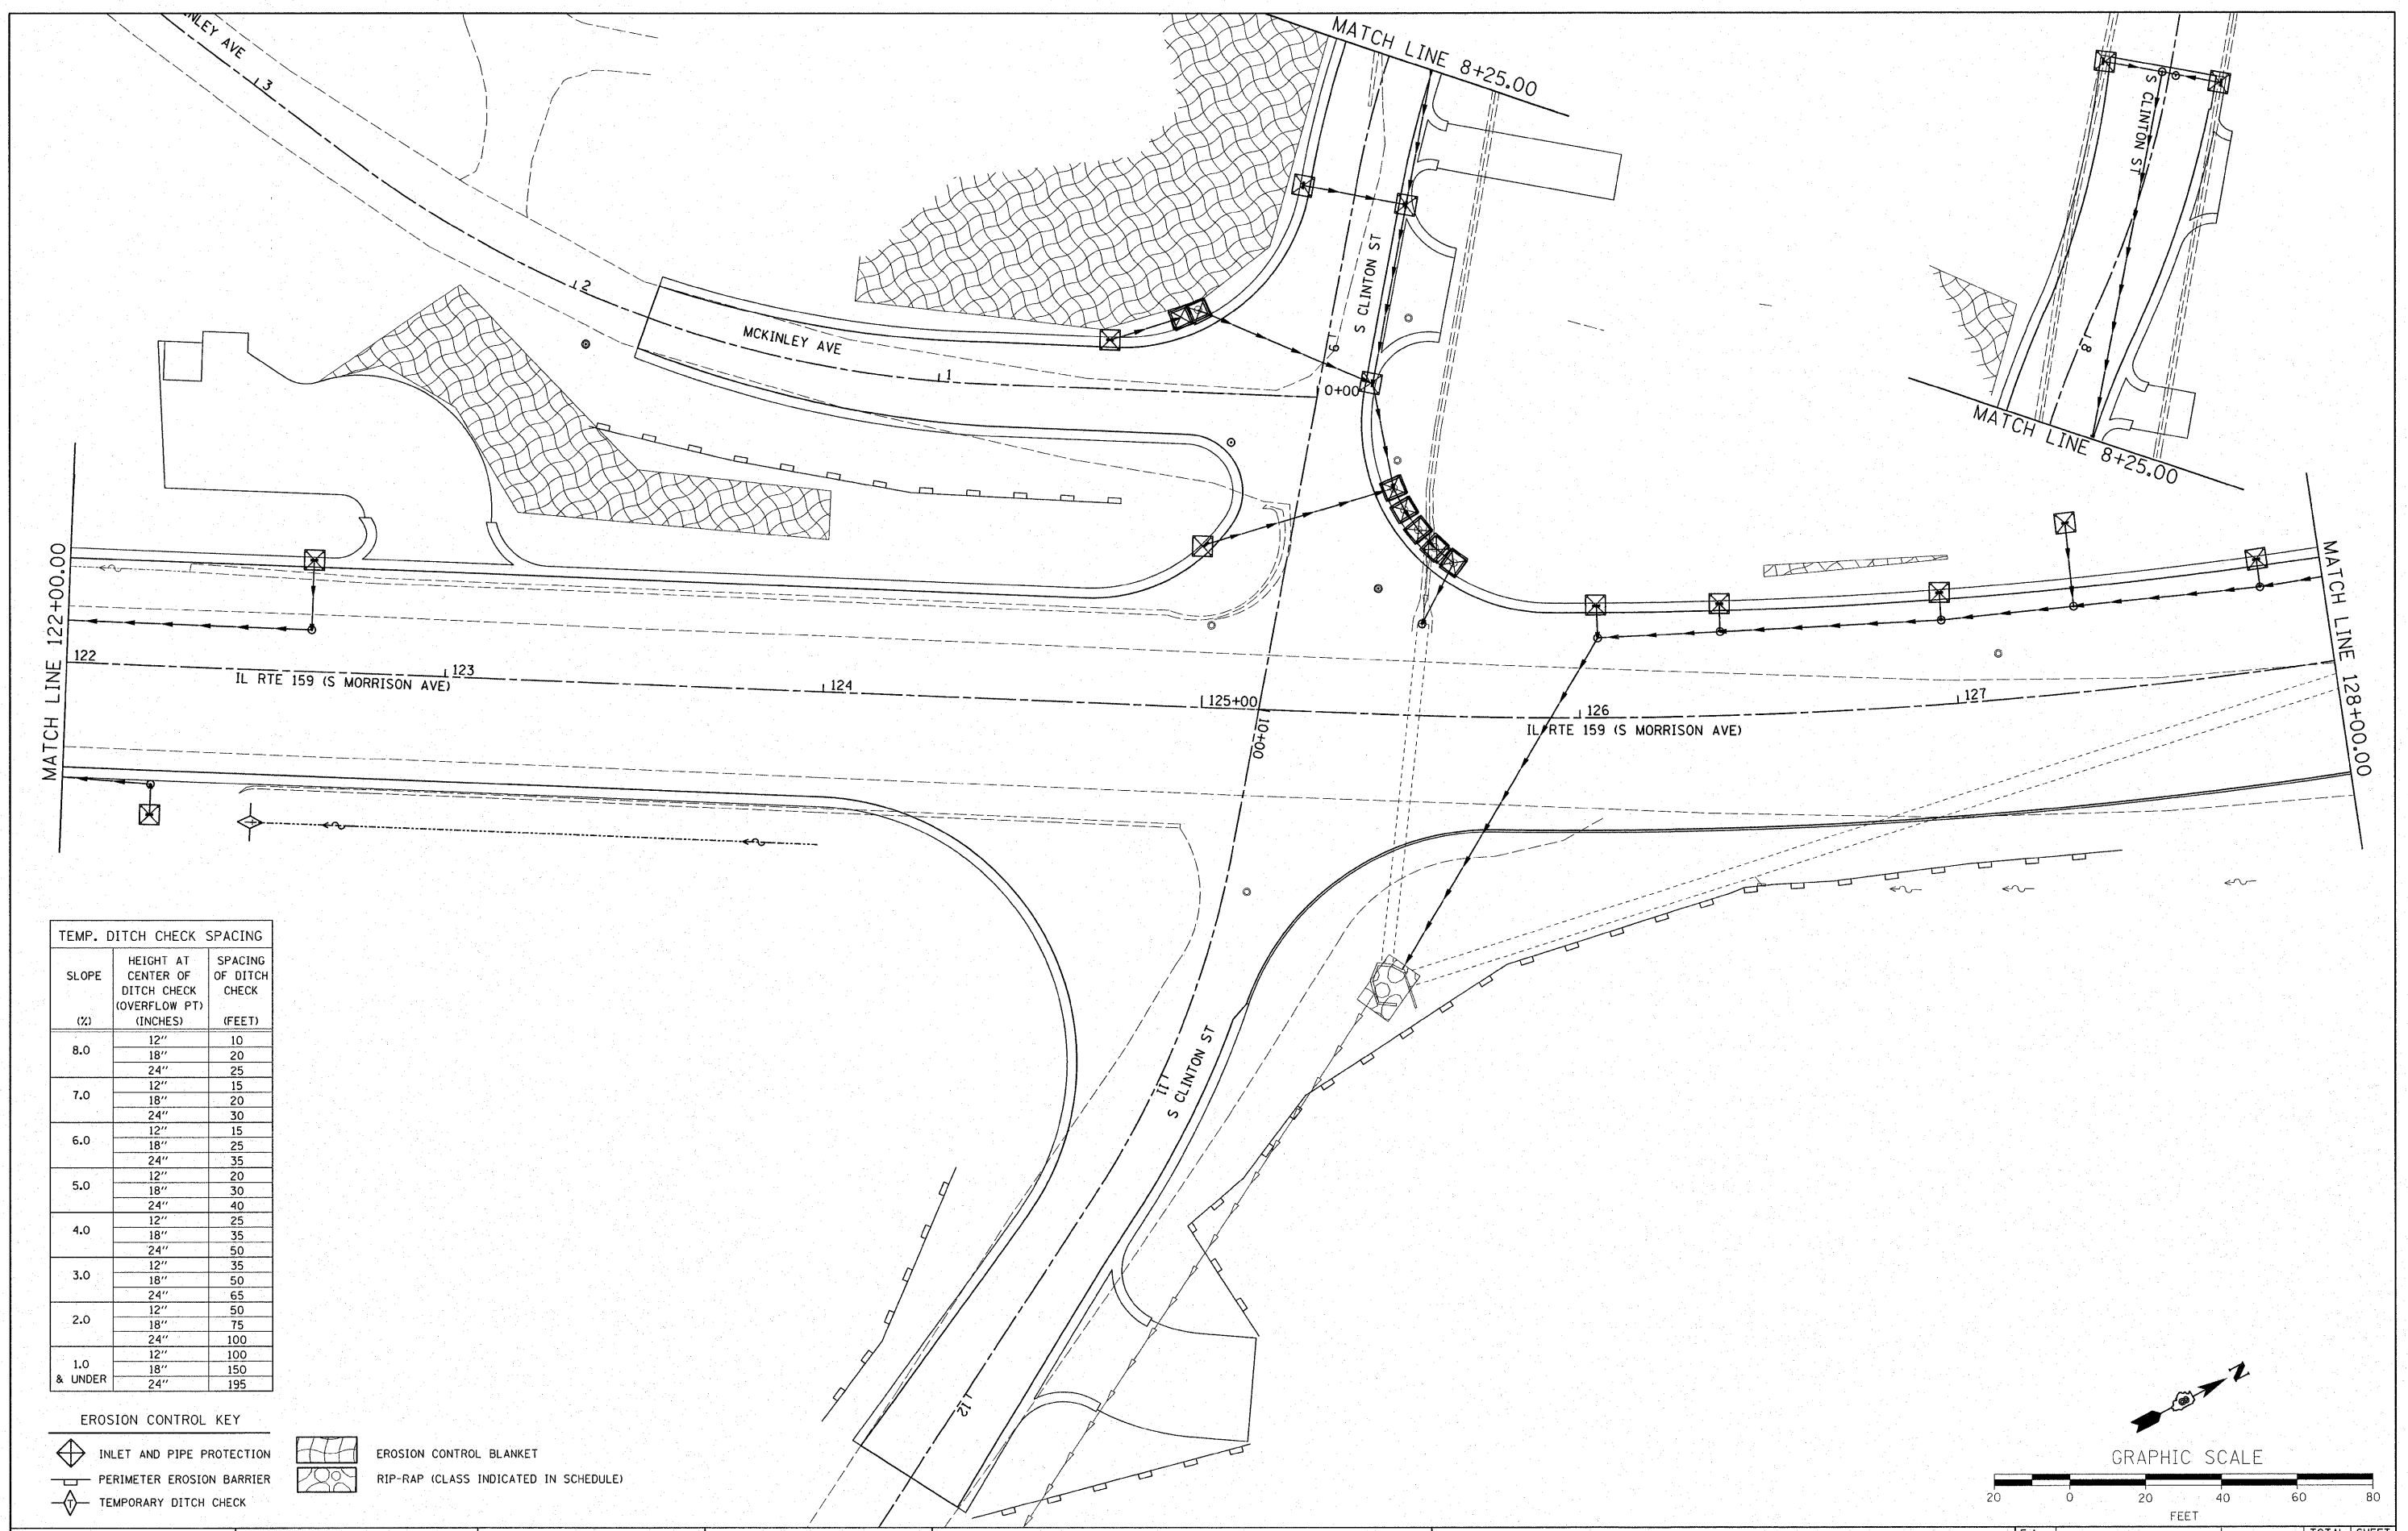 NLEY AVE
3
2
MCKINLEY AVE
1
0+00
MATCH LINE 8+25.00
S CLINTON ST
9
S CLINTON ST
8
MATCH LINE 8+25.00
MATCH LINE 122+00.00
122
123
124
125+00
126
127
IL RTE 159 (S MORRISON AVE)
IL RTE 159 (S MORRISON AVE)
10+00
MATCH LINE 128+00.00
11
S CLINTON ST
12
TEMP. DITCH CHECK SPACING
SLOPE (%) HEIGHT AT CENTER OF DITCH CHECK (OVERFLOW PT) (INCHES) SPACING OF DITCH CHECK (FEET)
8.0 12" 10
18" 20
24" 25
7.0 12" 15
18" 20
24" 30
6.0 12" 15
18" 25
24" 35
5.0 12" 20
18" 30
24" 40
4.0 12" 25
18" 35
24" 50
3.0 12" 35
18" 50
24" 65
2.0 12" 50
18" 75
24" 100
1.0 & UNDER 12" 100
18" 150
24" 195
EROSION CONTROL KEY
INLET AND PIPE PROTECTION
PERIMETER EROSION BARRIER
T TEMPORARY DITCH CHECK
EROSION CONTROL BLANKET
RIP-RAP (CLASS INDICATED IN SCHEDULE)
N
GRAPHIC SCALE
20 0 20 40 60 80
FEET
TOTAL SHEET